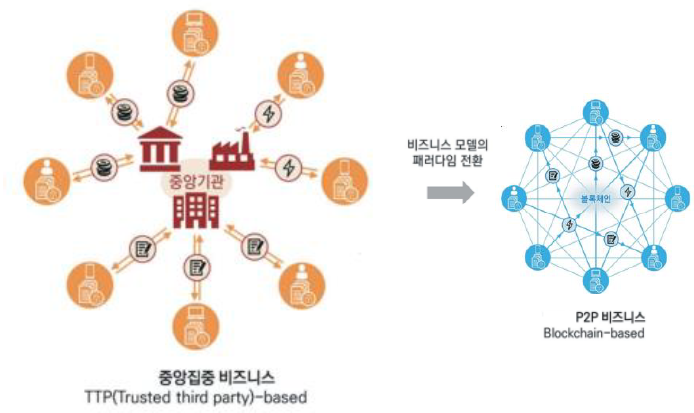 중앙기관
비즈니스 모델의
패러다임 전환
블록체인
P2P 비즈니스
Blockchain-based
중앙집중 비즈니스
TTP(Trusted third party)-based